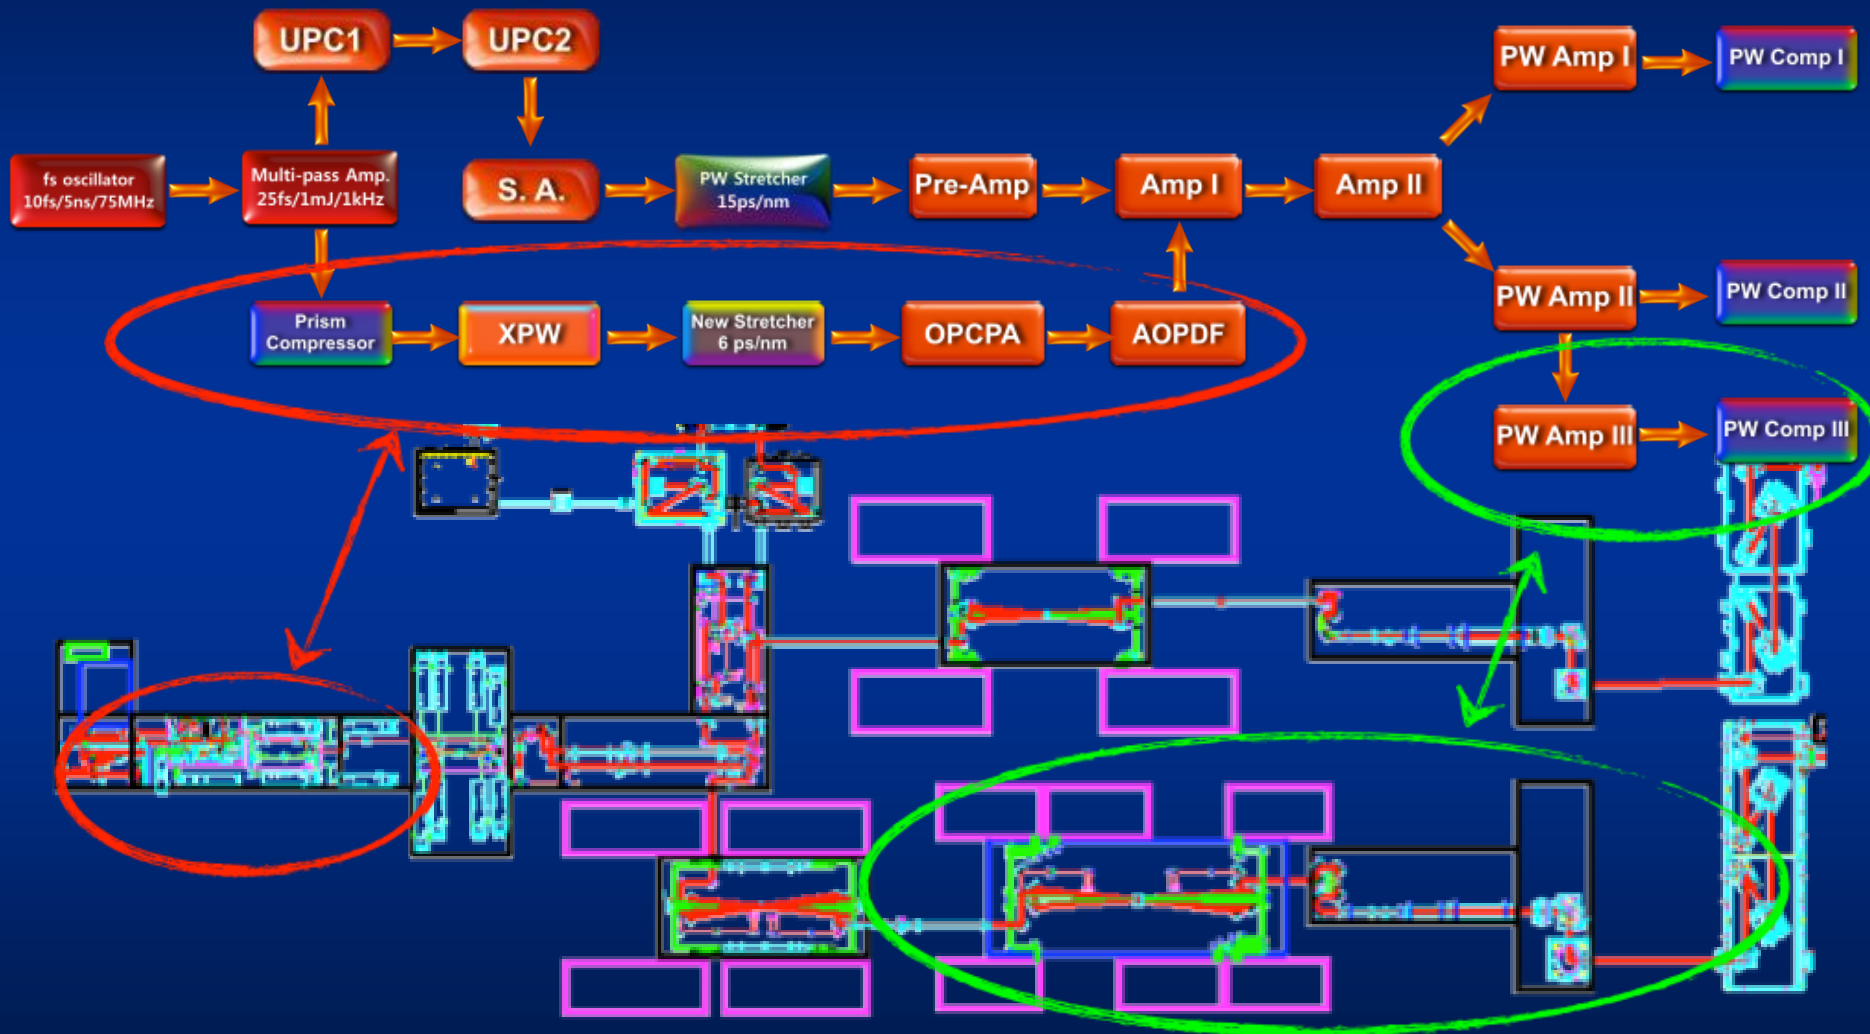 UPC1
UPC2
PW Amp I
PW Comp I
fs oscillator
10fs/5ns/75MHz
Multi-pass Amp.
25fs/1mJ/1kHz
S. A.
PW Stretcher
15ps/nm
Pre-Amp
Amp I
Amp II
PW Amp II
PW Comp II
Prism
Compressor
XPW
New Stretcher
6 ps/nm
OPCPA
AOPDF
PW Amp III
PW Comp III